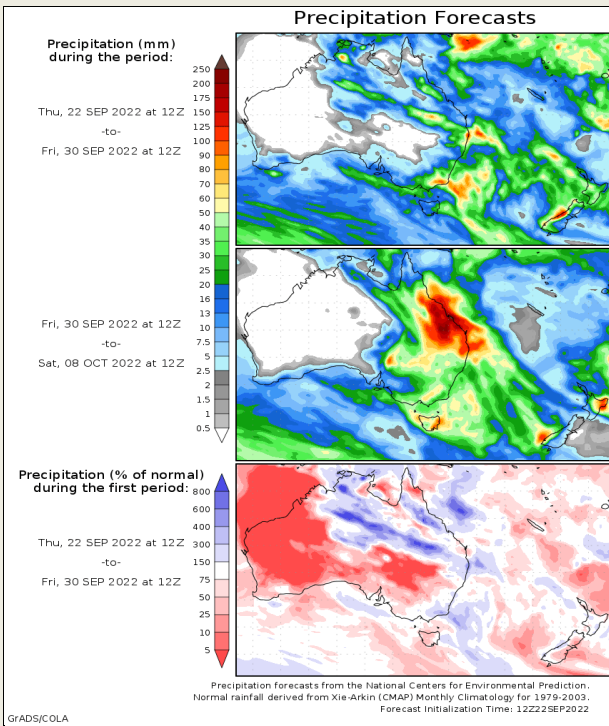 Precipitation Forecasts
Precipitation (mm)
during the period:
Thu, 22 SEP 2022 at 12Z
-to-
Fri, 30 SEP 2022 at 12Z
250
200
175
150
125
100
90
80
70
60
50
40
35
30
25
20
16
13
10
7.5
5
2.5
2
1.5
1
0.5
Fri, 30 SEP 2022 at 12Z
-to-
Sat, 08 OCT 2022 at 12Z
Precipitation (% of normal)
during the first period:
Thu, 22 SEP 2022 at 12Z
-to-
Fri, 30 SEP 2022 at 12Z
800
600
400
300
150
75
50
25
10
5
Precipitation forecasts from the National Centers for Environmental Prediction.
Normal rainfall derived from Xie-Arkin (CMAP) Monthly Climatology for 1979-2003.
Forecast Initialization Time: 12Z22SEP2022
GrADS/COLA